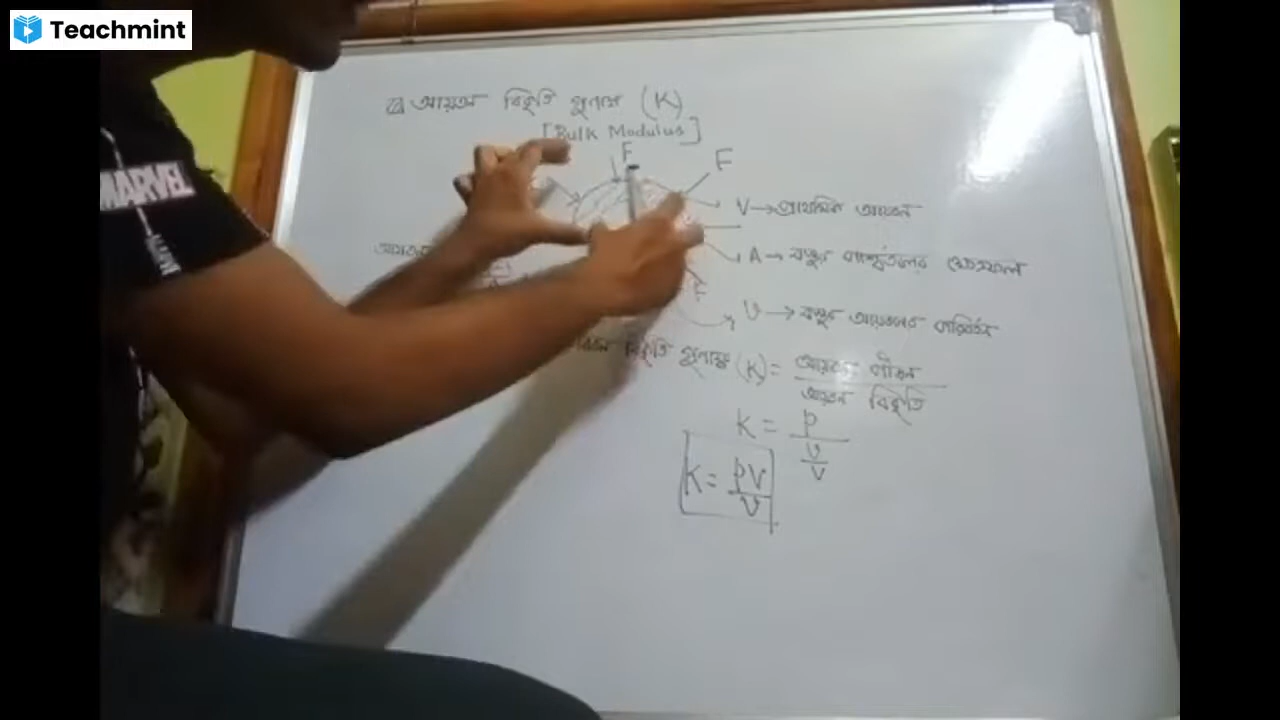 Teachmint
আয়তন বিকৃতি গুণাঙ্ক (K)
[Bulk Modulus]
F
F
MARVEL
V → প্রাথমিক আয়তন
A → বস্তুর বাহ্যতলের ক্ষেত্রফল
F
v → বস্তুর আয়তনের পরিবর্তন
বিকৃতি গুণাঙ্ক (K) = আয়তন পীড়ন
আয়তন বিকৃতি
K = P
v
V
K = PV
v